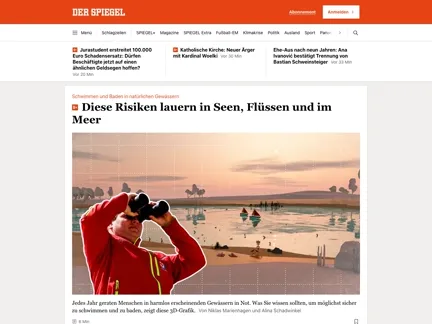 DER SPIEGEL
Abonnement
Anmelden
Menü
Schlagzeilen
SPIEGEL+
Magazine
SPIEGEL Extra
Fußball-EM
Klimakrise
Politik
Ausland
Sport
Jurastudent erstreitet 100.000
Euro Schadensersatz: Dürfen
Beschäftigte jetzt auf einen
ähnlichen Geldsegen hoffen?
Vor 20 Min
Katholische Kirche: Neuer Ärger
mit Kardinal Woelki Vor 30 Min
Ehe-Aus nach neun Jahren: Ana
Ivanović bestätigt Trennung von
Bastian Schweinsteiger Vor 33 Min
Schwimmen und Baden in natürlichen Gewässern
Diese Risiken lauern in Seen, Flüssen und im
Meer
Jedes Jahr geraten Menschen in harmlos erscheinenden Gewässern in Not. Was Sie wissen sollten, um möglichst sicher
zu schwimmen und zu baden, zeigt diese 3D-Grafik. Von Niklas Marienhagen und Alina Schadwinkel
6 Min